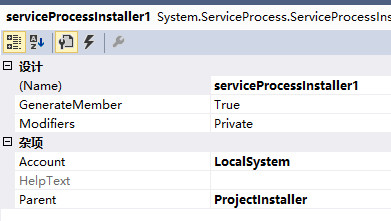 serviceProcessInstaller1 System.ServiceProcess.ServiceProcessIns
设计
(Name) serviceProcessInstaller1
GenerateMember True
Modifiers Private
杂项
Account LocalSystem
HelpText
Parent ProjectInstaller